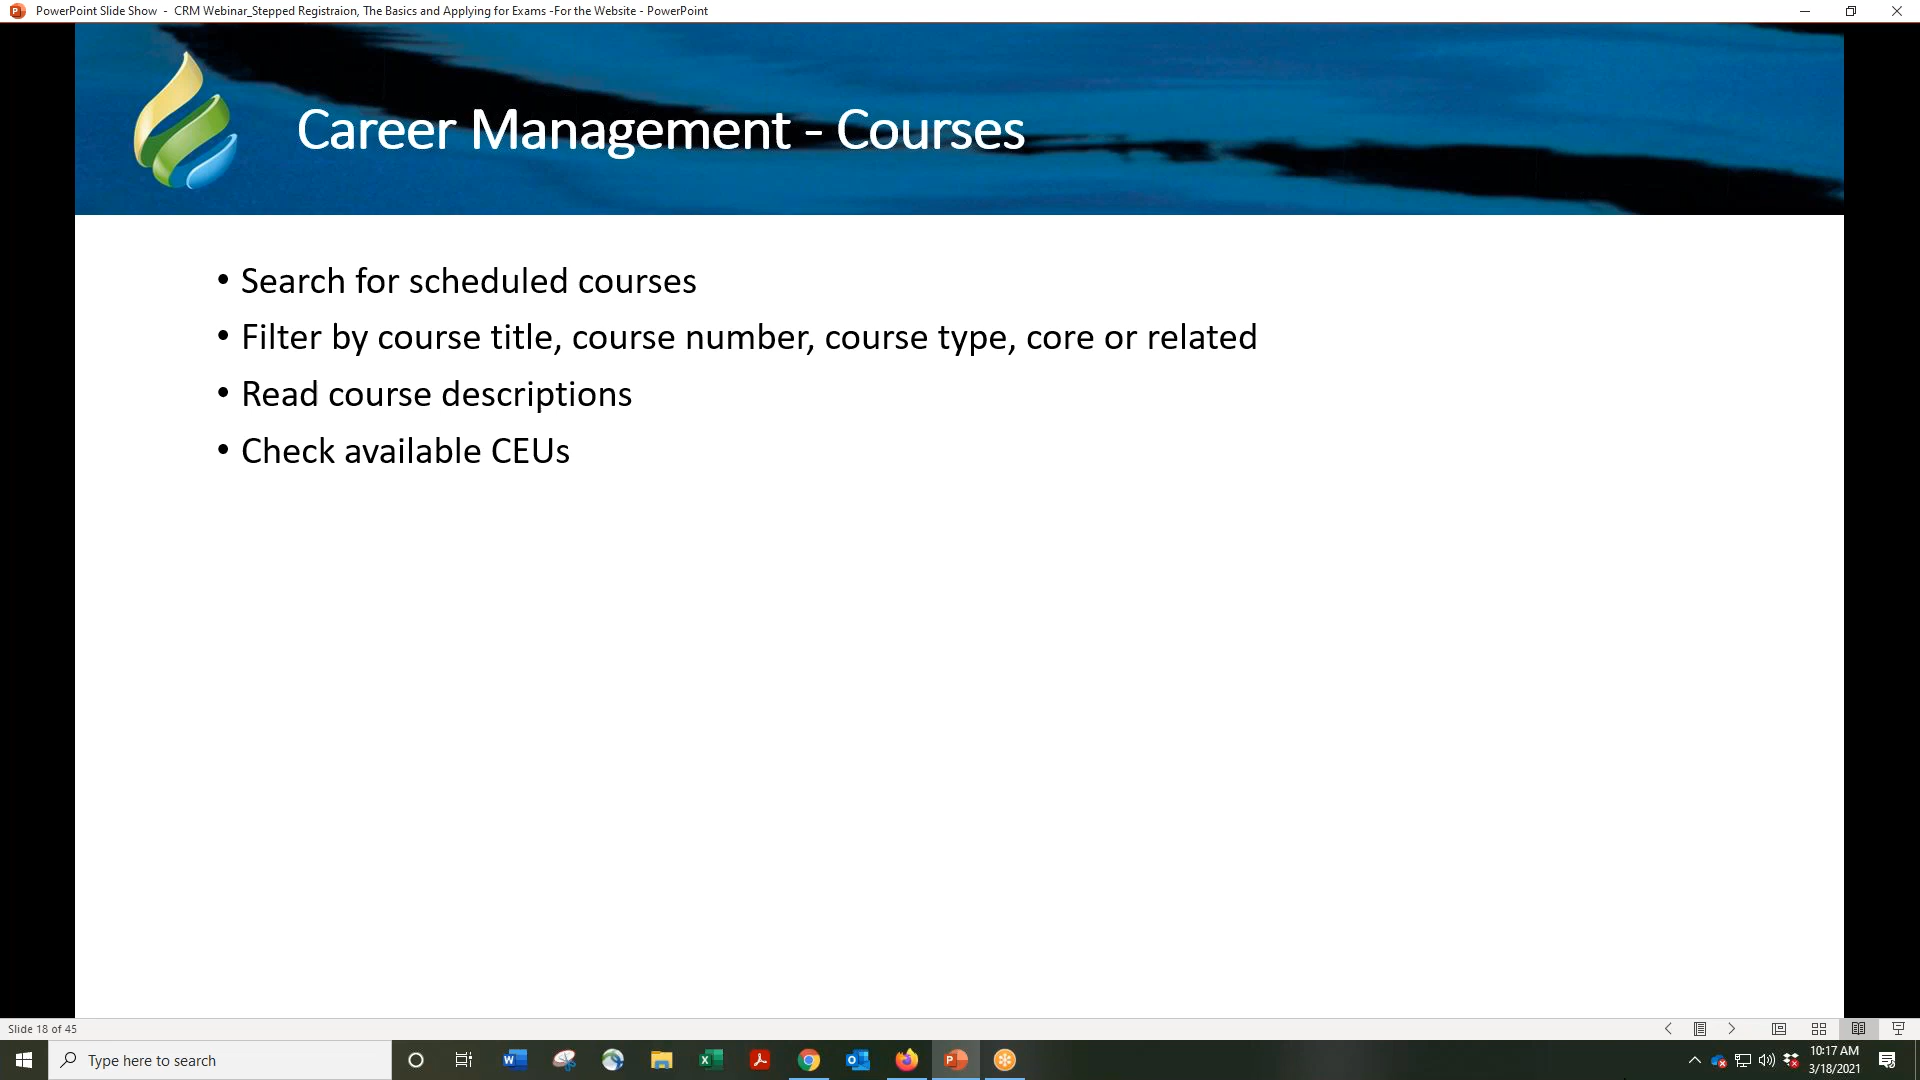 PowerPoint Slide Show - CRM Webinar_Stepped Registraion, The Basics and Applying for Exams -For the Website - PowerPoint
Career Management - Courses
• Search for scheduled courses
• Filter by course title, course number, course type, core or related
• Read course descriptions
• Check available CEUs
Slide 18 of 45
Type here to search
10:17 AM
3/18/2021